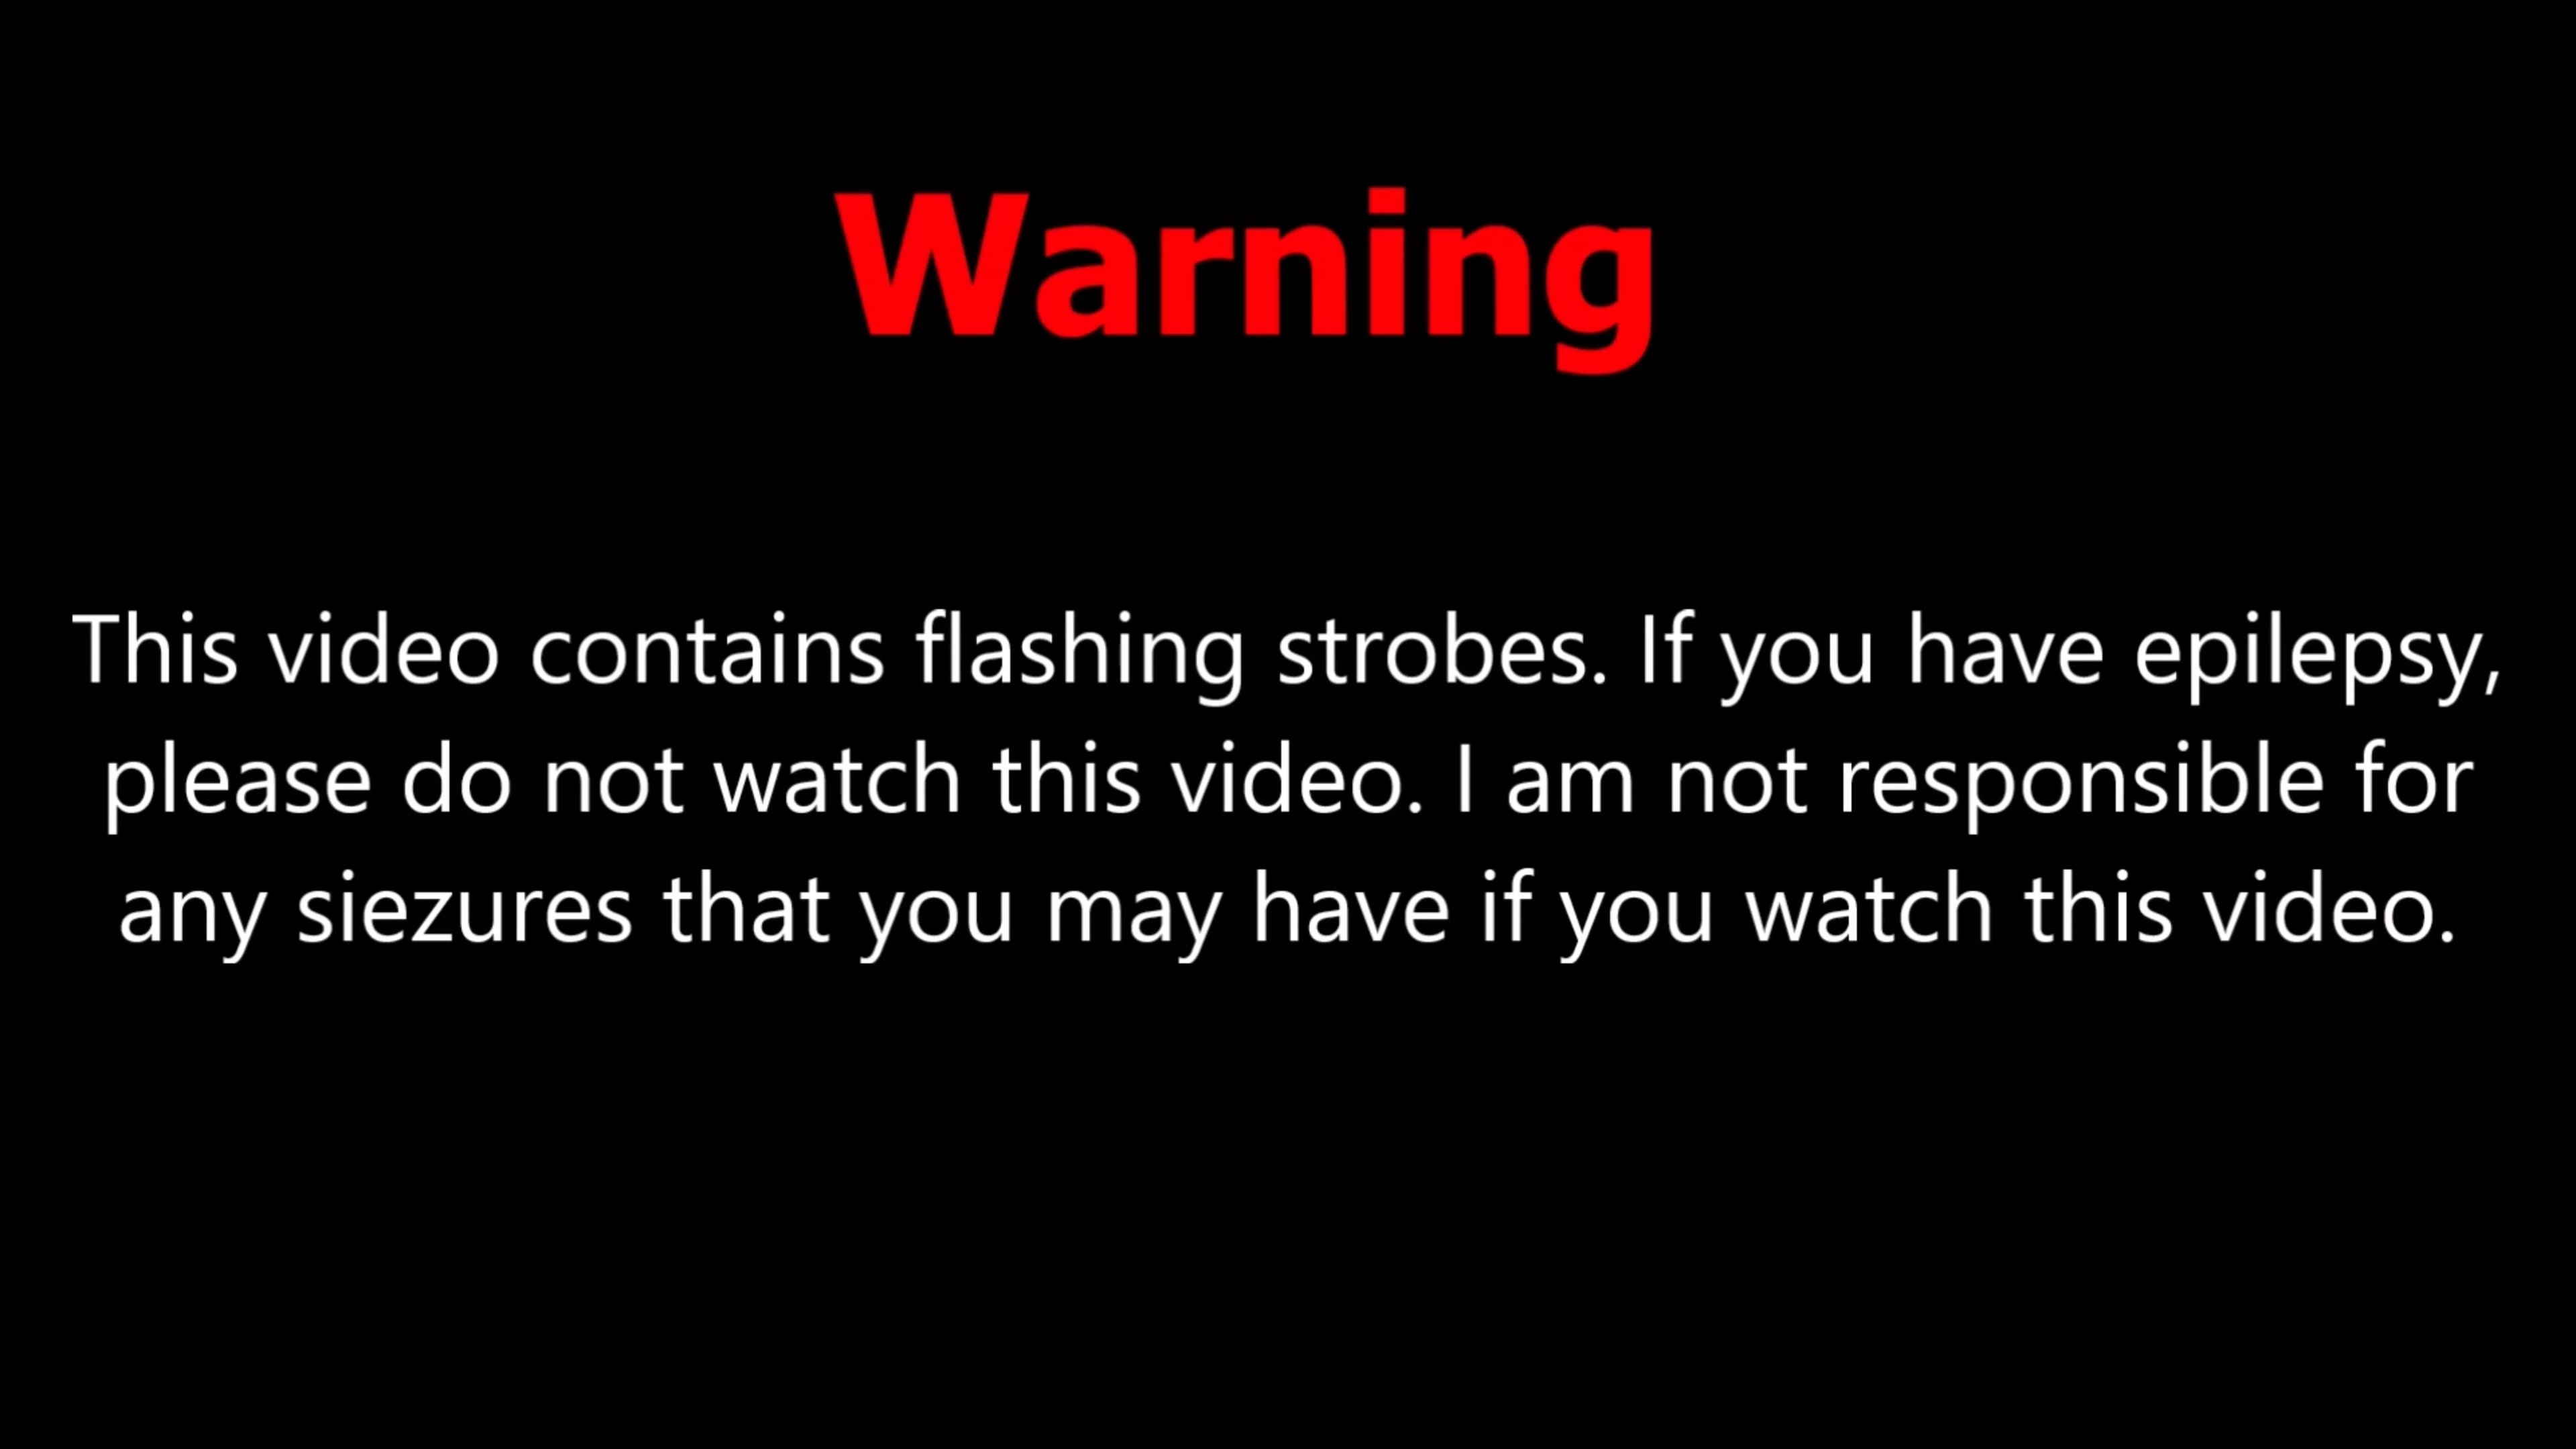 Warning
This video contains flashing strobes. If you have epilepsy,
please do not watch this video. I am not responsible for
any siezures that you may have if you watch this video.